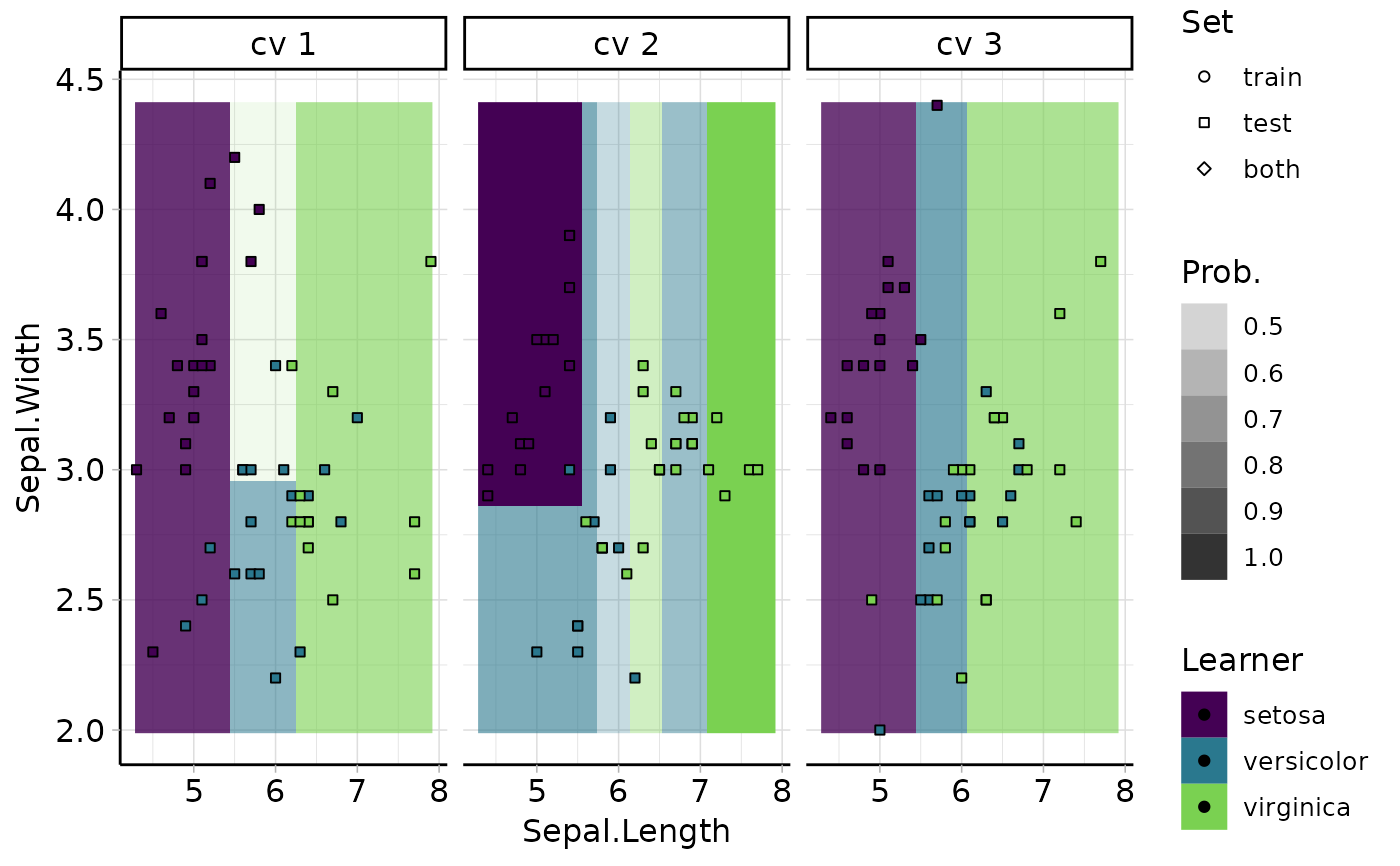 cv 1
cv 2
cv 3
4.5
4.0
3.5
3.0
2.5
2.0
Sepal.Width
5 6 7 8
5 6 7 8
5 6 7 8
Sepal.Length
Set
train
test
both
Prob.
0.5
0.6
0.7
0.8
0.9
1.0
Learner
setosa
versicolor
virginica